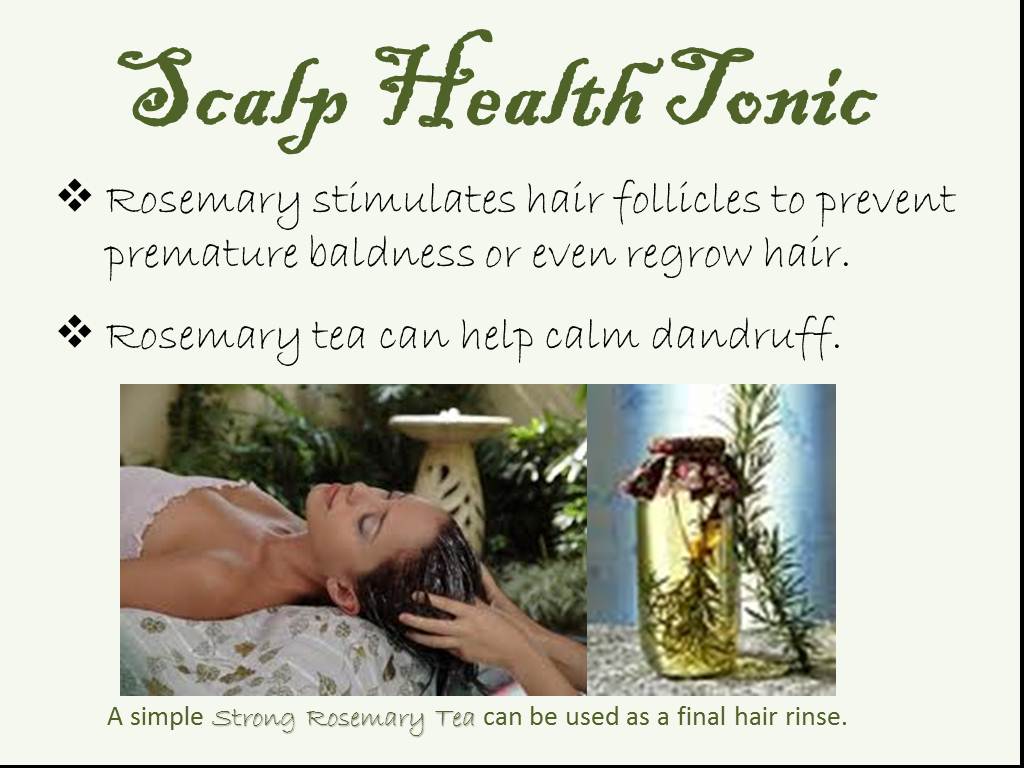 Scalp Health Tonic
❖ Rosemary stimulates hair follicles to prevent
premature baldness or even regrow hair.
❖ Rosemary tea can help calm dandruff.
A simple Strong Rosemary Tea can be used as a final hair rinse.